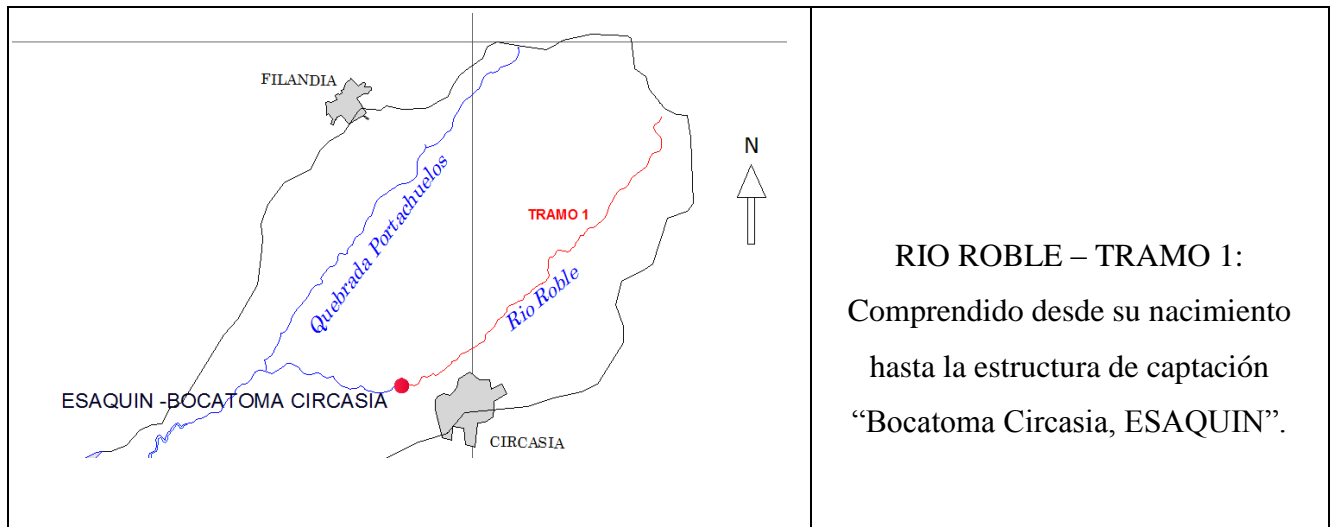 FILANDIA
N
Quebrada Portachuelos
TRAMO 1
Rio Roble
ESAQUIN -BOCATOMA CIRCASIA
CIRCASIA
RIO ROBLE – TRAMO 1:
Comprendido desde su nacimiento
hasta la estructura de captación
“Bocatoma Circasia, ESAQUIN”.